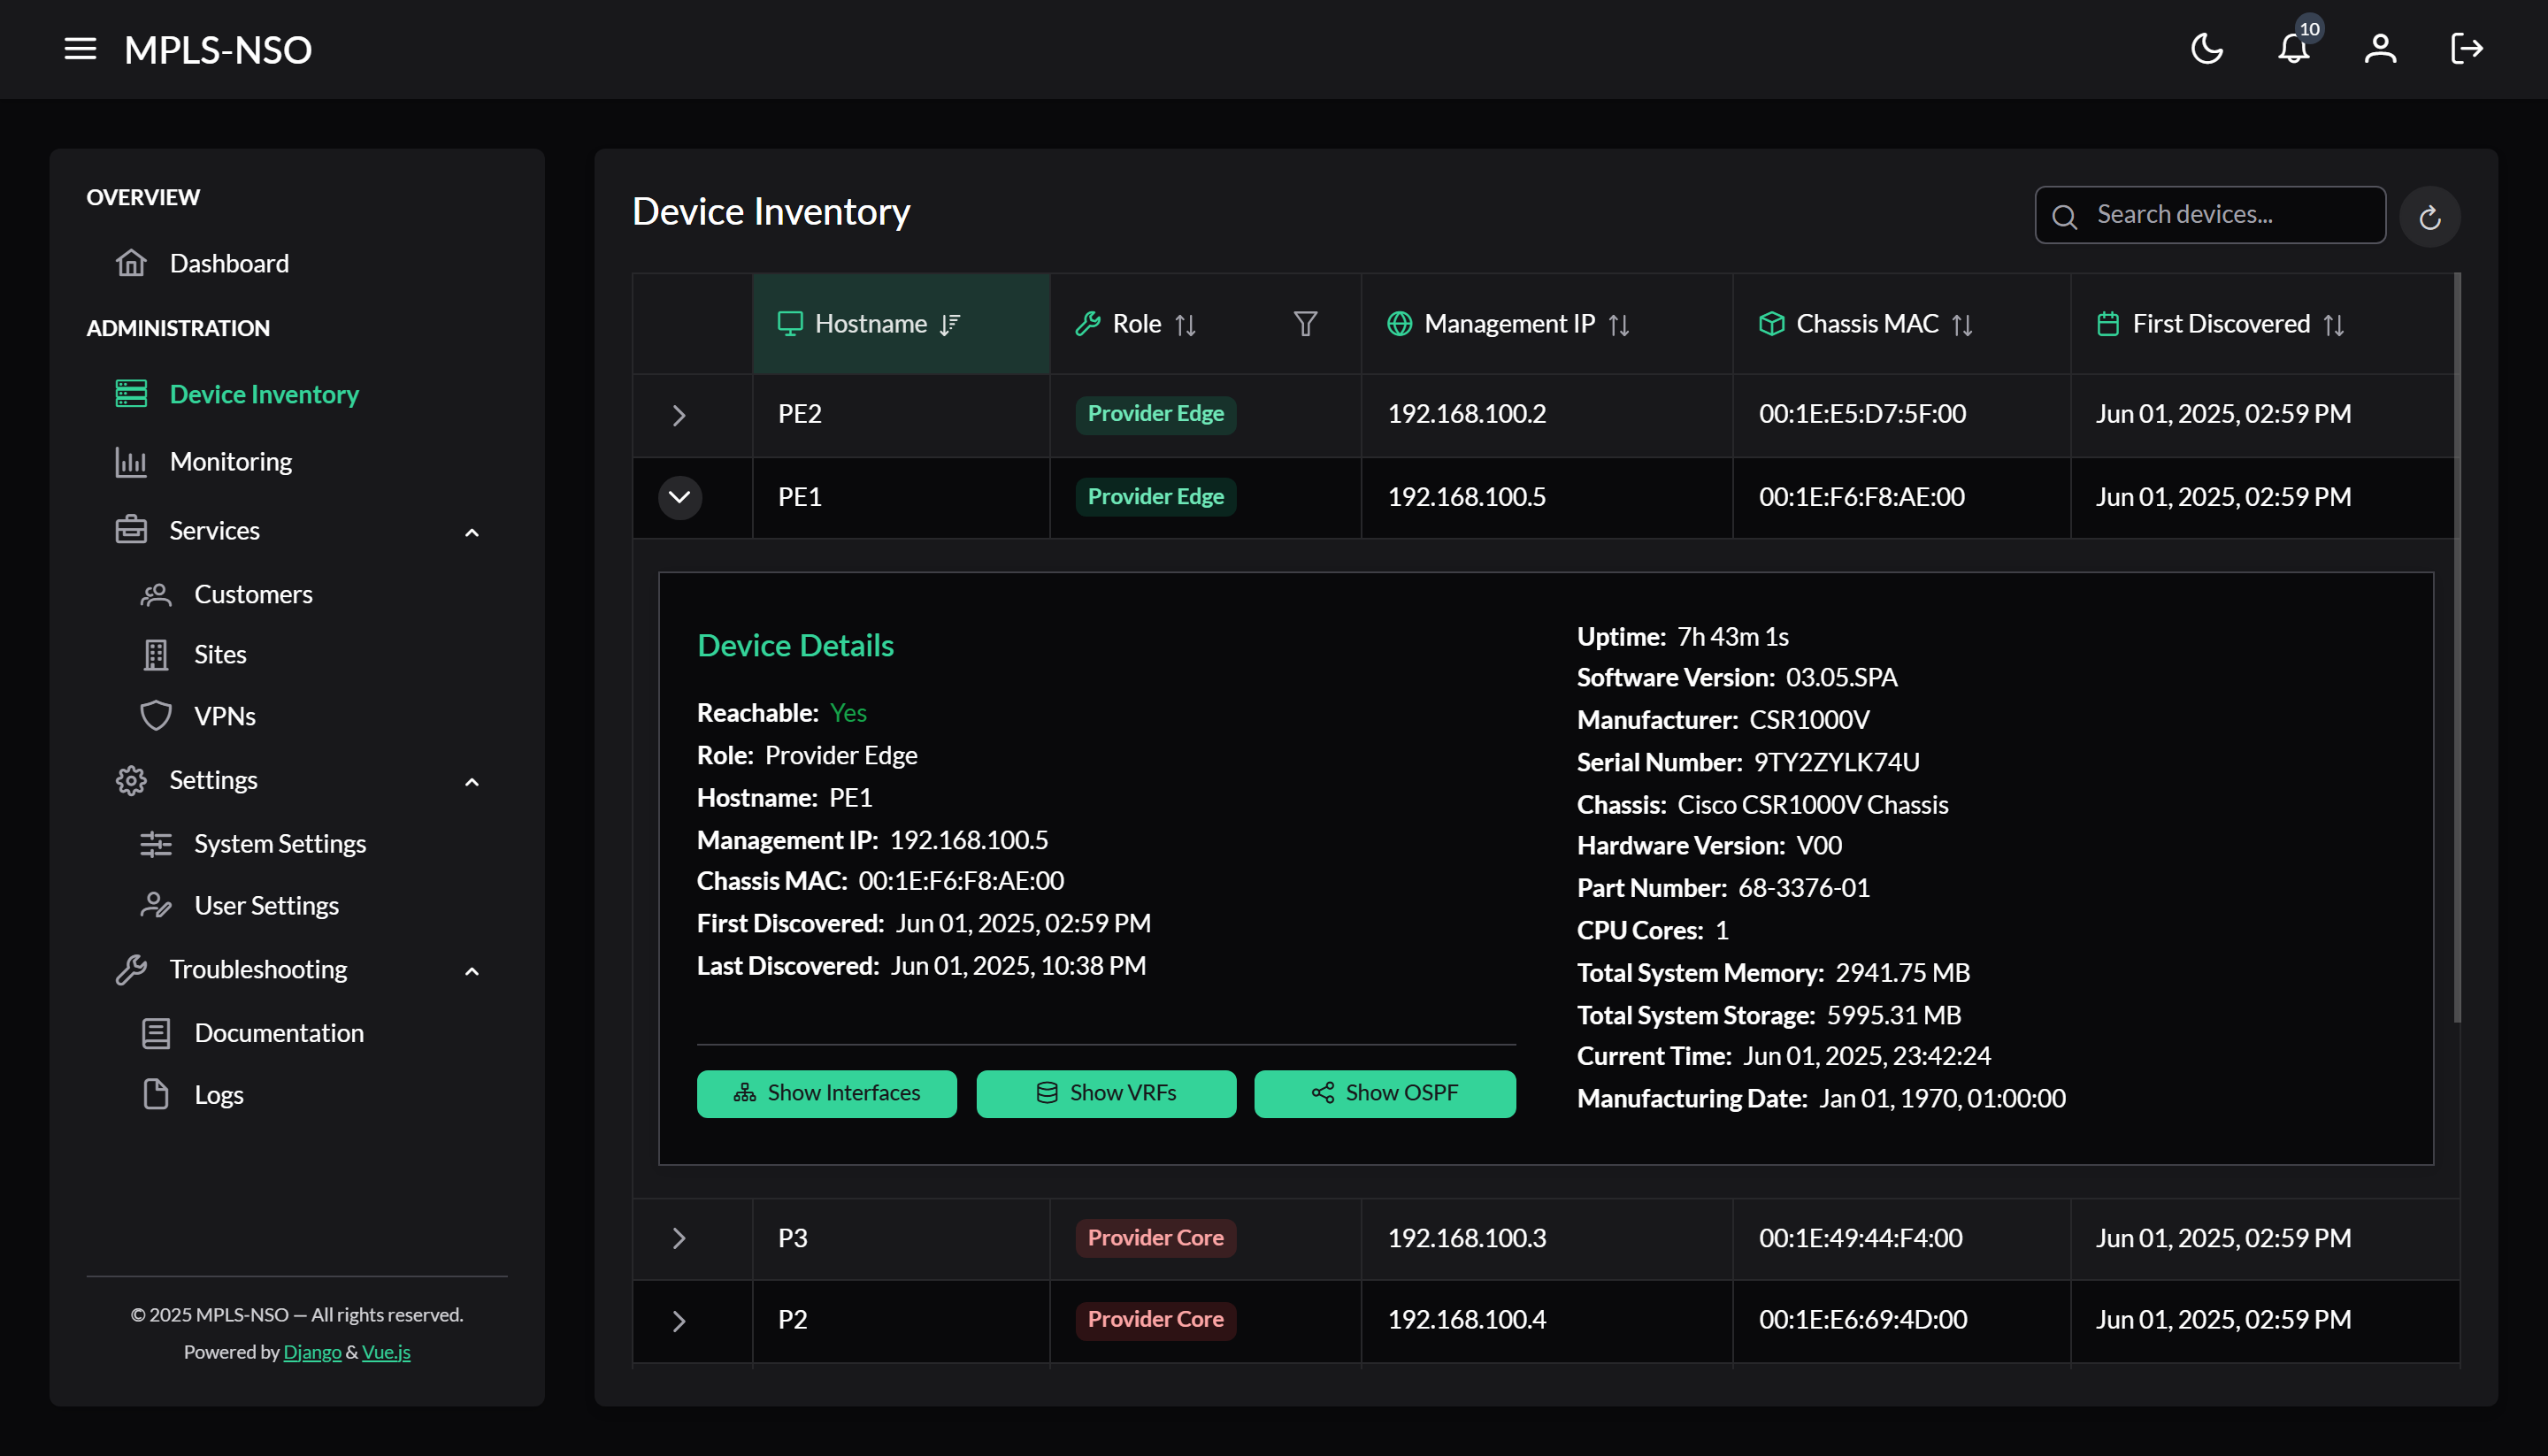 MPLS-NSO
10
OVERVIEW
Dashboard
ADMINISTRATION
Device Inventory
Monitoring
Services
Customers
Sites
VPNs
Settings
System Settings
User Settings
Troubleshooting
Documentation
Logs
© 2025 MPLS-NSO — All rights reserved.
Powered by Django & Vue.js
Device Inventory
Search devices...
Hostname Role Management IP Chassis MAC First Discovered
PE2 Provider Edge 192.168.100.2 00:1E:E5:D7:5F:00 Jun 01, 2025, 02:59 PM
PE1 Provider Edge 192.168.100.5 00:1E:F6:F8:AE:00 Jun 01, 2025, 02:59 PM
Device Details
Reachable: Yes
Role: Provider Edge
Hostname: PE1
Management IP: 192.168.100.5
Chassis MAC: 00:1E:F6:F8:AE:00
First Discovered: Jun 01, 2025, 02:59 PM
Last Discovered: Jun 01, 2025, 10:38 PM
Show Interfaces Show VRFs Show OSPF
Uptime: 7h 43m 1s
Software Version: 03.05.SPA
Manufacturer: CSR1000V
Serial Number: 9TY2ZYLK74U
Chassis: Cisco CSR1000V Chassis
Hardware Version: V00
Part Number: 68-3376-01
CPU Cores: 1
Total System Memory: 2941.75 MB
Total System Storage: 5995.31 MB
Current Time: Jun 01, 2025, 23:42:24
Manufacturing Date: Jan 01, 1970, 01:00:00
P3 Provider Core 192.168.100.3 00:1E:49:44:F4:00 Jun 01, 2025, 02:59 PM
P2 Provider Core 192.168.100.4 00:1E:E6:69:4D:00 Jun 01, 2025, 02:59 PM